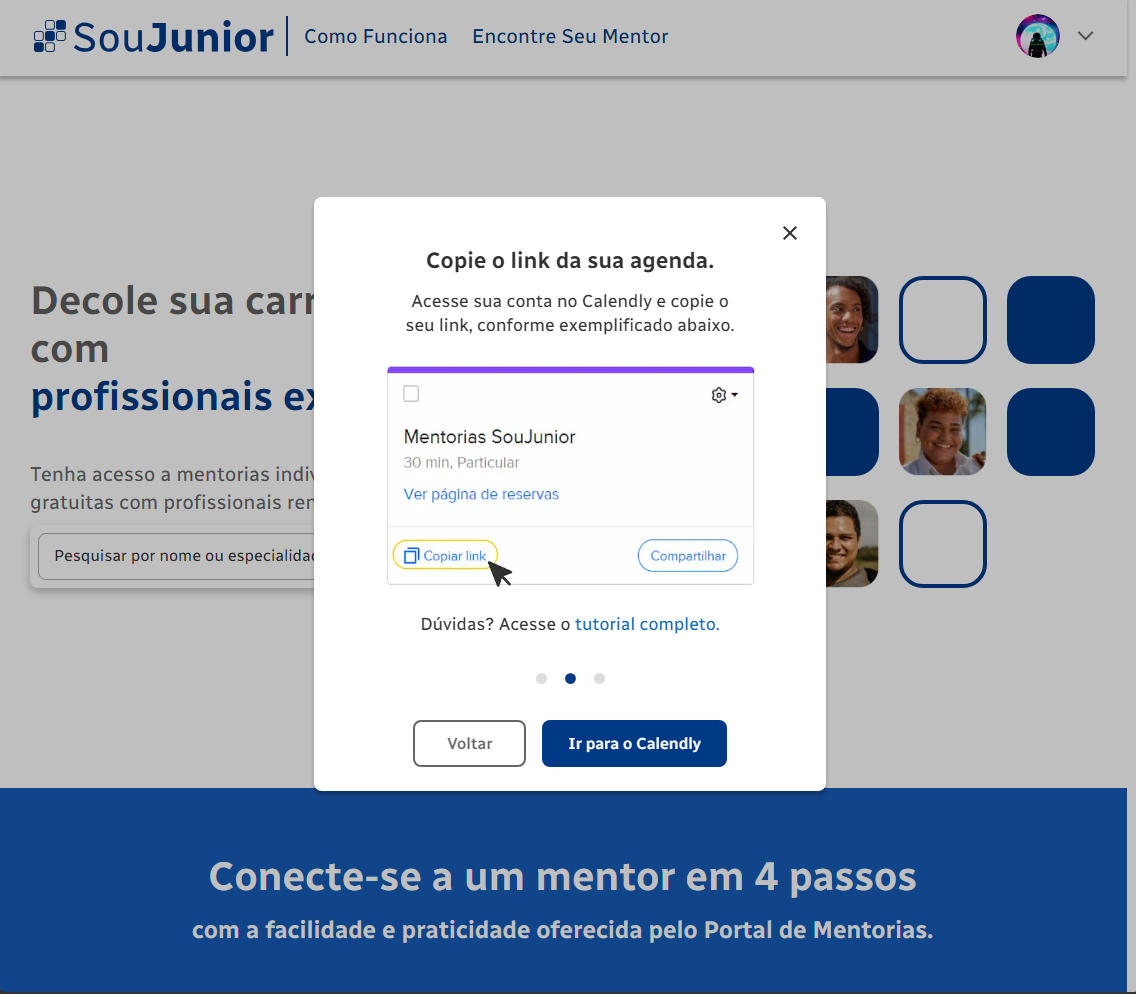 SouJunior
Como Funciona
Encontre Seu Mentor
Decole sua carr
com
profissionais ex
Tenha acesso a mentorias indiv
gratuitas com profissionais ren
Pesquisar por nome ou especialidad
Copie o link da sua agenda.
Acesse sua conta no Calendly e copie o
seu link, conforme exemplificado abaixo.
Mentorias SouJunior
30 min, Particular
Ver página de reservas
Copiar link
Compartilhar
Dúvidas? Acesse o tutorial completo.
Voltar
Ir para o Calendly
Conecte-se a um mentor em 4 passos
com a facilidade e praticidade oferecida pelo Portal de Mentorias.